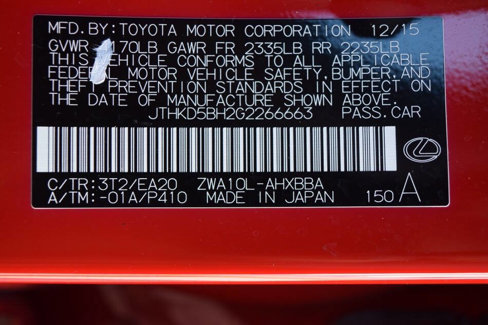 MFD.BY: TOYOTA MOTOR CORPORATION 12/15
GVWR 170LB GAWR FR 2335LB RR 2235LB
THIS VEHICLE CONFORMS TO ALL APPLICABLE
FEDERAL MOTOR VEHICLE SAFETY, BUMPER, AND
THEFT PREVENTION STANDARDS IN EFFECT ON
THE DATE OF MANUFACTURE SHOWN ABOVE.
JTHKD5BH2G2266663 PASS.CAR
C/TR:3T2/EA20 ZWA10L-AHXBBA
A/TM:-01A/P410 MADE IN JAPAN 150 A